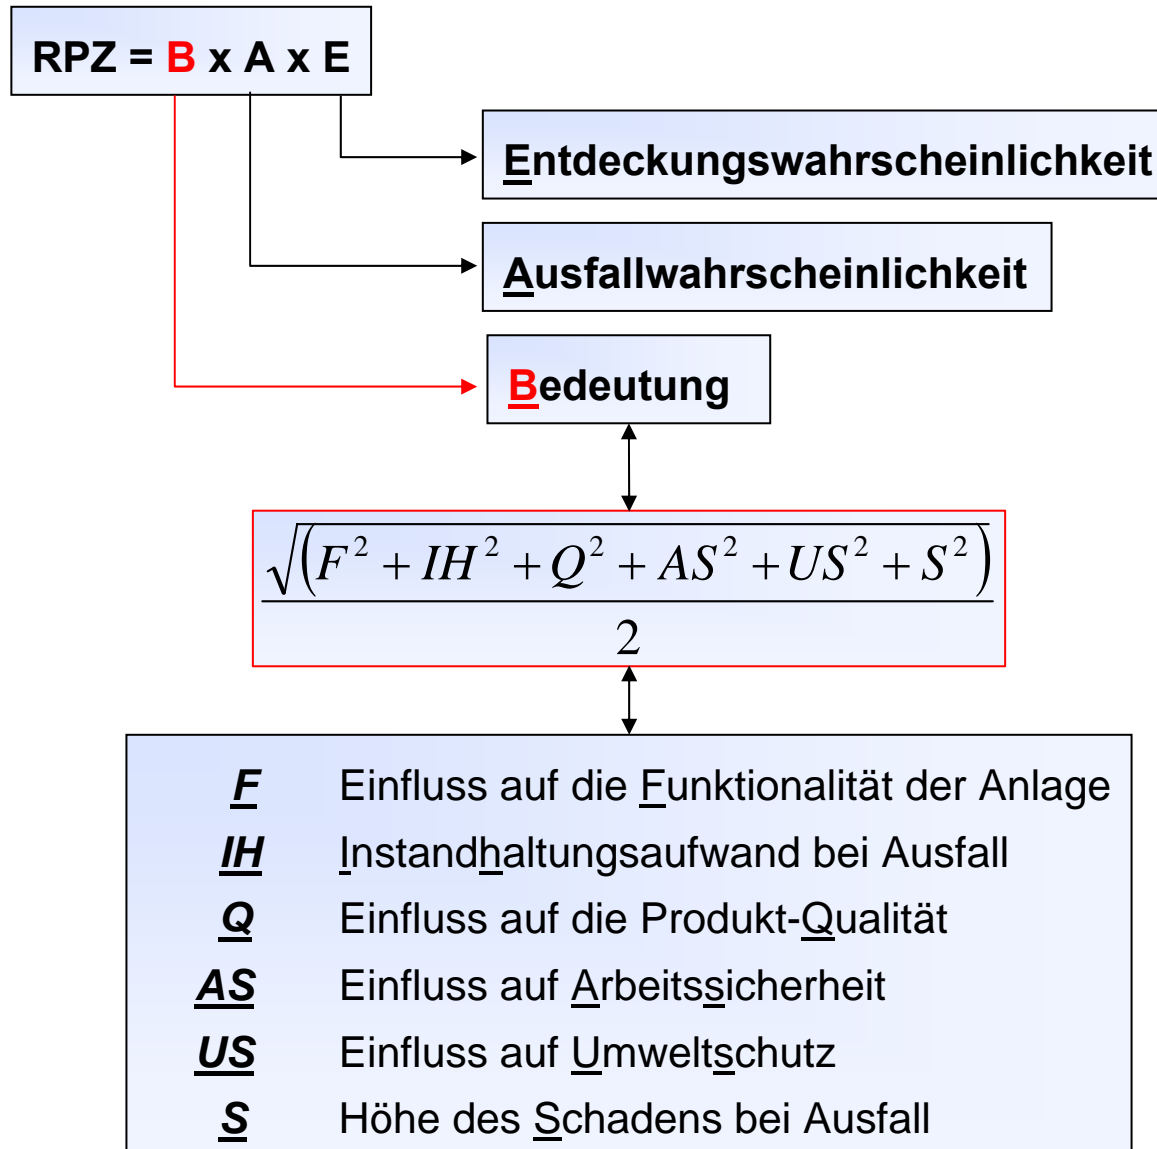 RPZ = B x A x E
Entdeckungswahrscheinlichkeit
Ausfallwahrscheinlichkeit
Bedeutung
√(F² + IH² + Q² + AS² + US² + S²)
2
F Einfluss auf die Funktionalität der Anlage
IH Instandhaltungsaufwand bei Ausfall
Q Einfluss auf die Produkt-Qualität
AS Einfluss auf Arbeitssicherheit
US Einfluss auf Umweltschutz
S Höhe des Schadens bei Ausfall